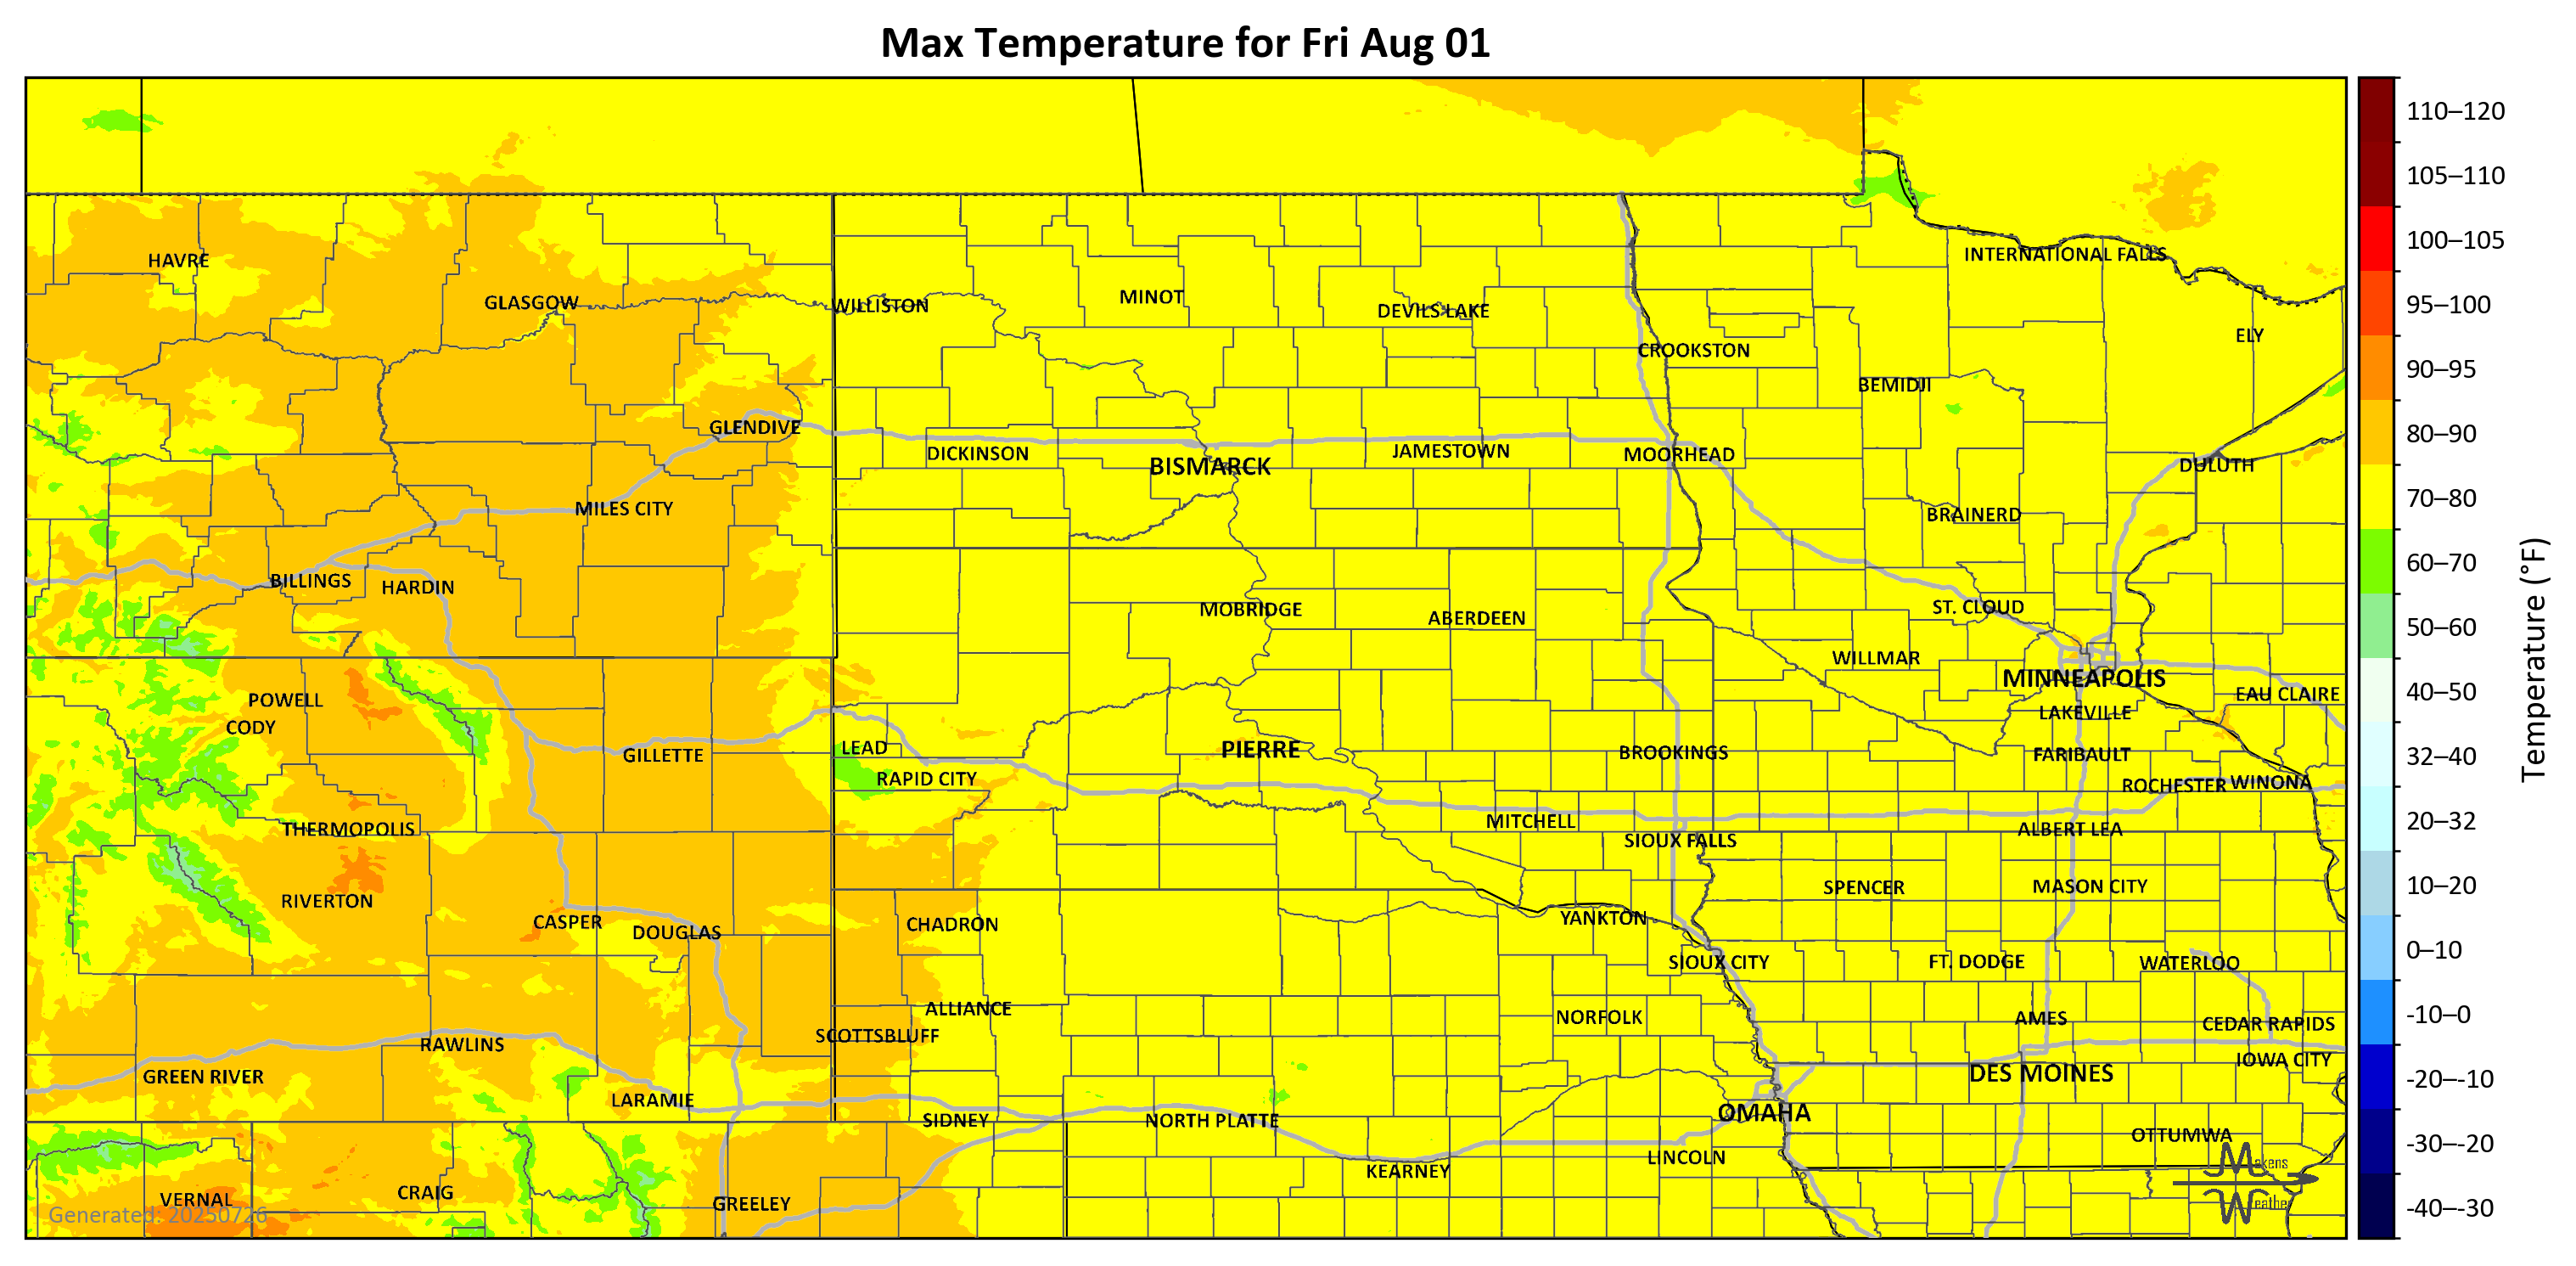 Max Temperature for Fri Aug 01
HAVRE
GLASGOW
WILLISTON
MINOT
DEVILS LAKE
INTERNATIONAL FALLS
ELY
CROOKSTON
BEMIDJI
GLENDIVE
DICKINSON
BISMARCK
JAMESTOWN
MOORHEAD
DULUTH
MILES CITY
BRAINERD
BILLINGS
HARDIN
MOBRIDGE
ABERDEEN
ST. CLOUD
WILLMAR
MINNEAPOLIS
EAU CLAIRE
POWELL
CODY
LAKEVILLE
GILLETTE
LEAD
PIERRE
BROOKINGS
FARIBAULT
RAPID CITY
ROCHESTER
WINONA
THERMOPOLIS
MITCHELL
SIOUX FALLS
ALBERT LEA
RIVERTON
SPENCER
MASON CITY
CASPER
DOUGLAS
CHADRON
YANKTON
SIOUX CITY
FT. DODGE
WATERLOO
ALLIANCE
NORFOLK
AMES
CEDAR RAPIDS
SCOTTSBLUFF
RAWLINS
IOWA CITY
GREEN RIVER
DES MOINES
LARAMIE
SIDNEY
NORTH PLATTE
OMAHA
OTTUMWA
LINCOLN
KEARNEY
VERNAL
CRAIG
GREELEY
Generated: 20250726
Makens
Weather
110–120
105–110
100–105
95–100
90–95
80–90
70–80
60–70
50–60
40–50
32–40
20–32
10–20
0–10
-10–0
-20–-10
-30–-20
-40–-30
Temperature (°F)